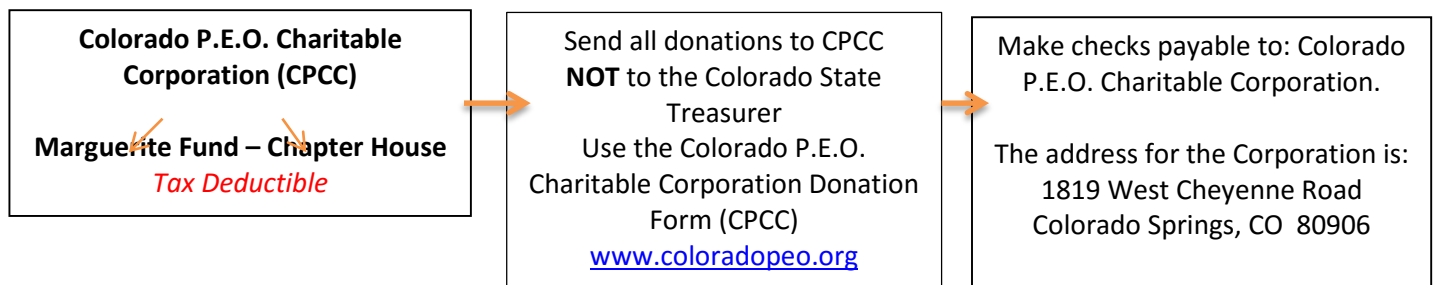 Colorado P.E.O. Charitable
Corporation (CPCC)
Marguerite Fund – Chapter House
Tax Deductible
Send all donations to CPCC
NOT to the Colorado State
Treasurer
Use the Colorado P.E.O.
Charitable Corporation Donation
Form (CPCC)
www.coloradopeo.org
Make checks payable to: Colorado
P.E.O. Charitable Corporation.
The address for the Corporation is:
1819 West Cheyenne Road
Colorado Springs, CO 80906